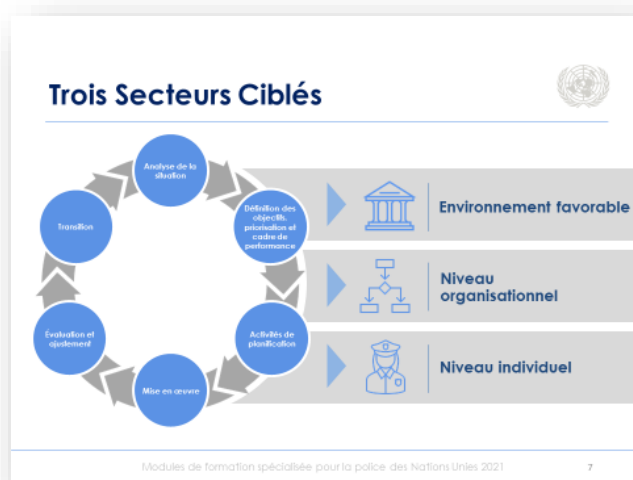 Trois Secteurs Ciblés
Analyse de la
situation
Définition des
objectifs,
priorisation et
cadre de
performance
Activités de
planification
Mise en œuvre
Évaluation et
ajustement
Transition
Environnement favorable
Niveau
organisationnel
Niveau individuel
Modules de formation spécialisée pour la police des Nations Unies 2021
7